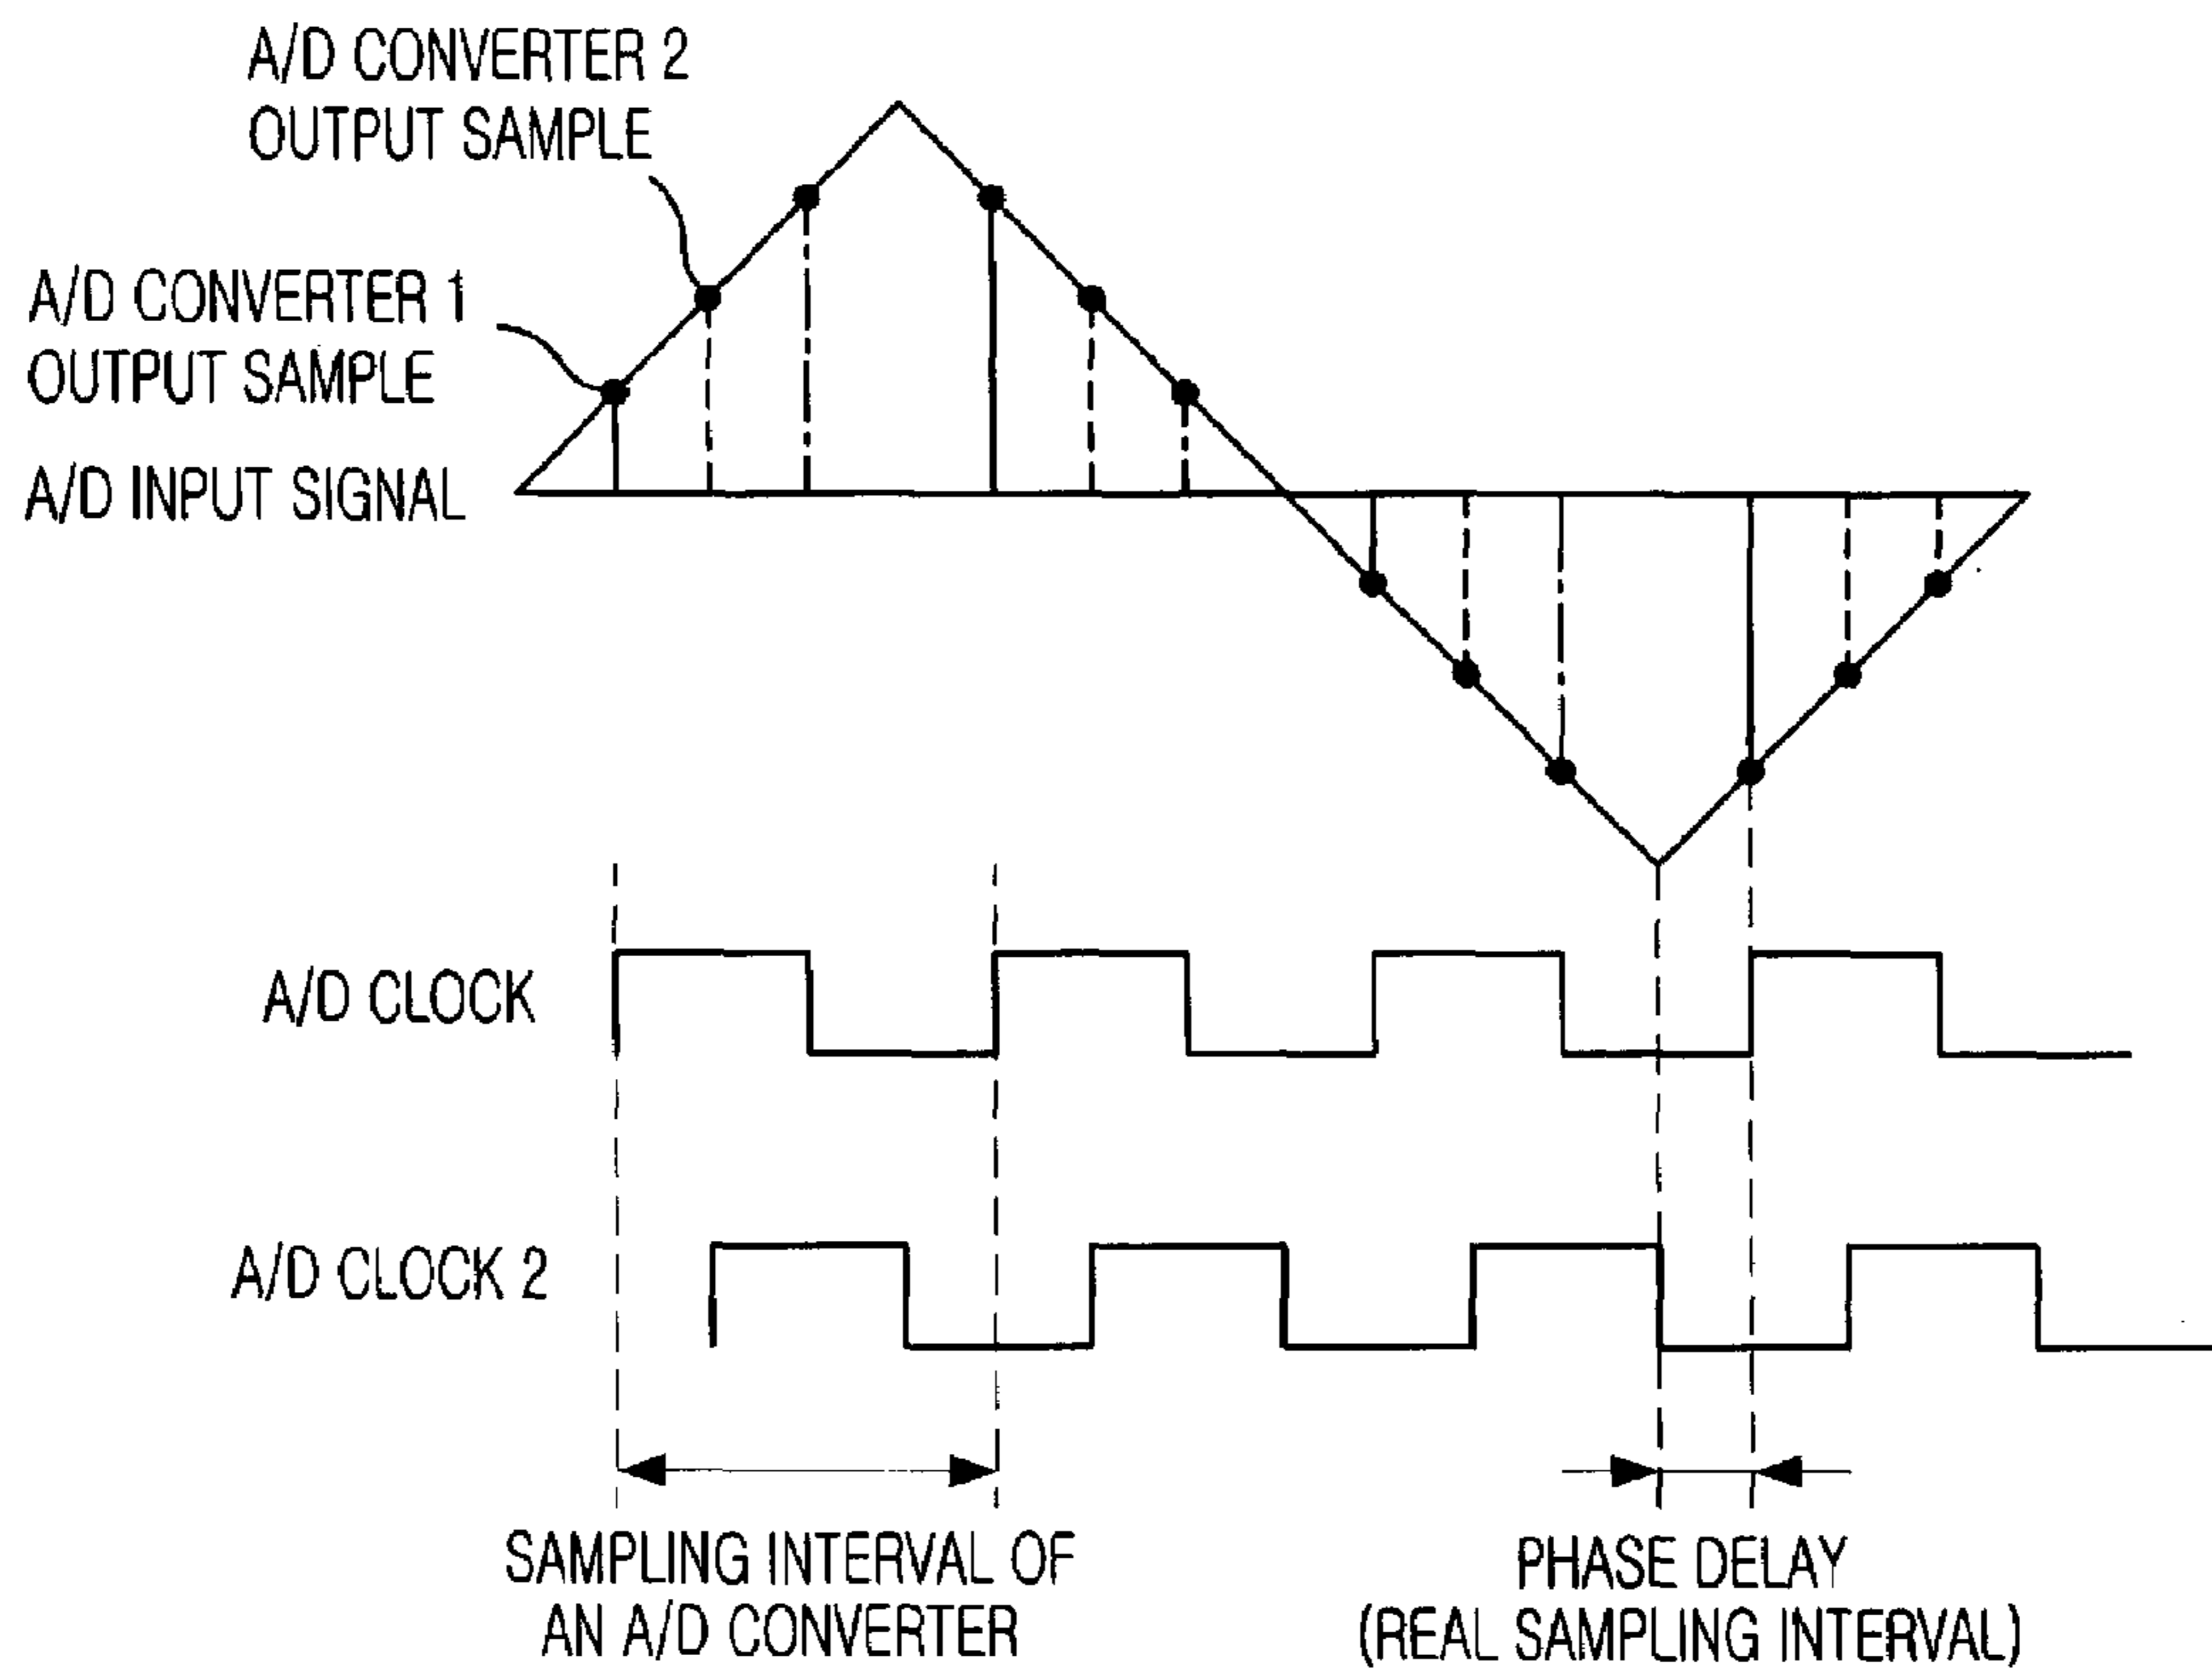 A/D CONVERTER 2
OUTPUT SAMPLE
A/D CONVERTER 1
OUTPUT SAMPLE
A/D INPUT SIGNAL
A/D CLOCK
A/D CLOCK 2
SAMPLING INTERVAL OF
AN A/D CONVERTER
PHASE DELAY
(REAL SAMPLING INTERVAL)